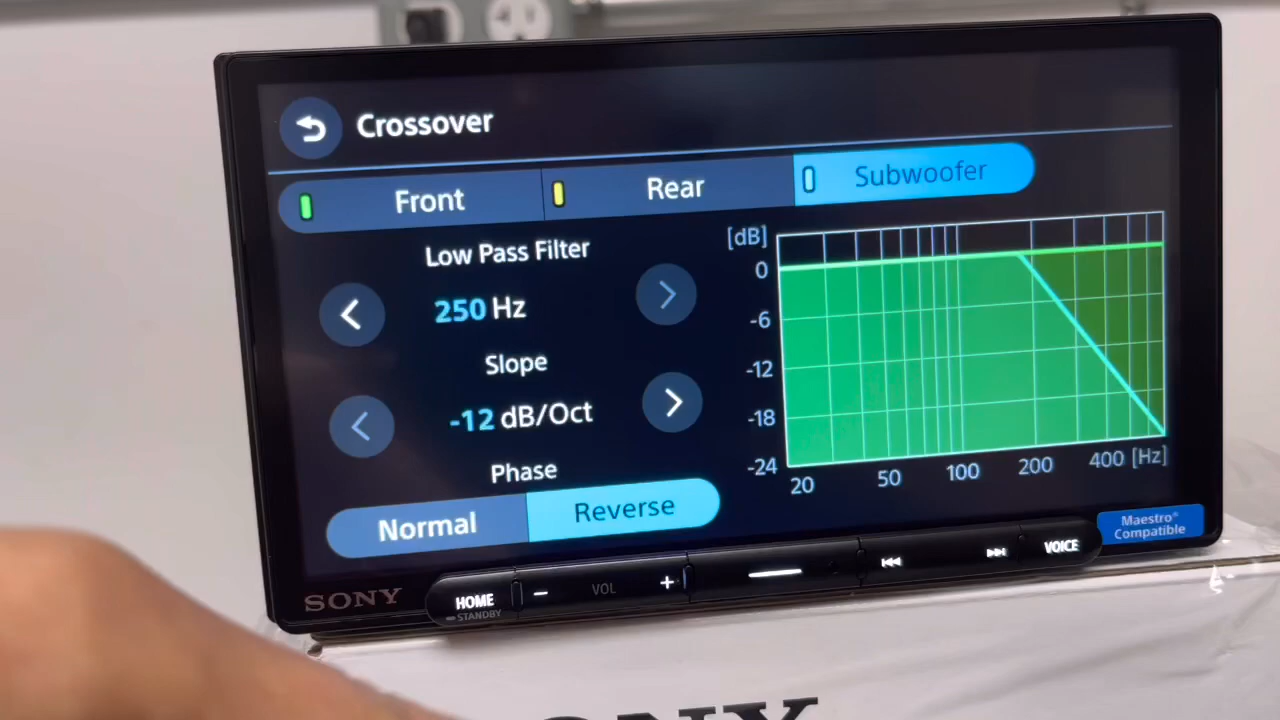 Crossover
Front Rear Subwoofer
Low Pass Filter
250 Hz
Slope
-12 dB/Oct
Phase
Normal Reverse
[dB]
0
-6
-12
-18
-24
20 50 100 200 400 [Hz]
Maestro®
Compatible
SONY
HOME
STANDBY
VOL
VOICE
SONY